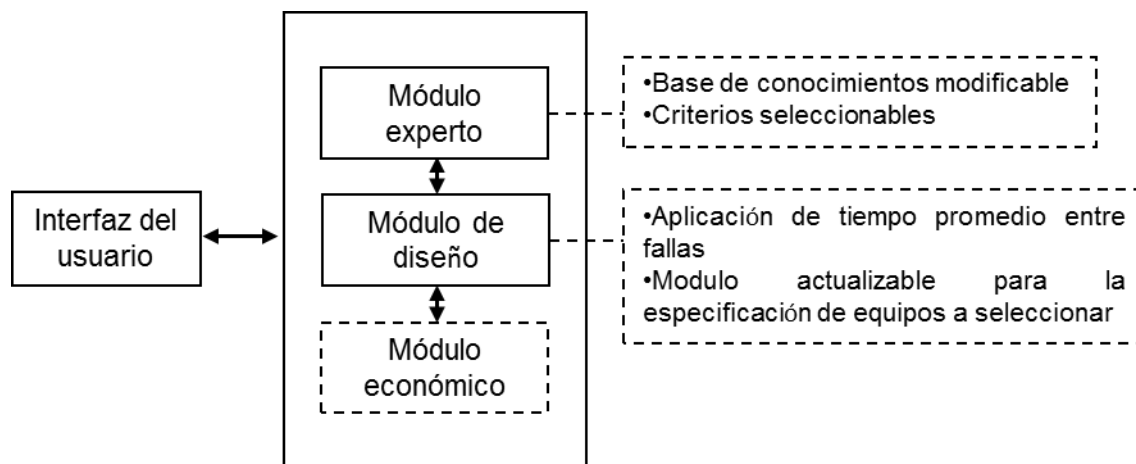 Módulo
experto
•Base de conocimientos modificable
•Criterios seleccionables
Interfaz del
usuario
Módulo de
diseño
•Aplicación de tiempo promedio entre
fallas
•Modulo actualizable para la
especificación de equipos a seleccionar
Módulo
económico